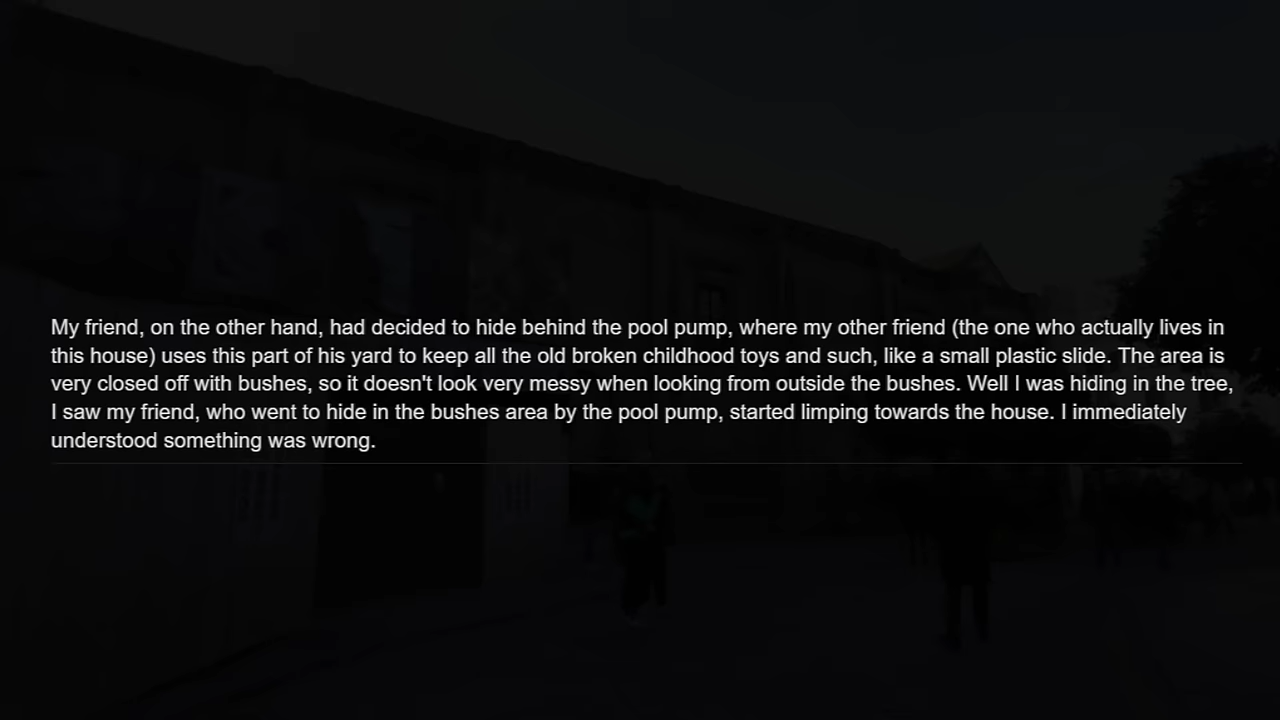 My friend, on the other hand, had decided to hide behind the pool pump, where my other friend (the one who actually lives in
this house) uses this part of his yard to keep all the old broken childhood toys and such, like a small plastic slide. The area is
very closed off with bushes, so it doesn't look very messy when looking from outside the bushes. Well I was hiding in the tree,
I saw my friend, who went to hide in the bushes area by the pool pump, started limping towards the house. I immediately
understood something was wrong.